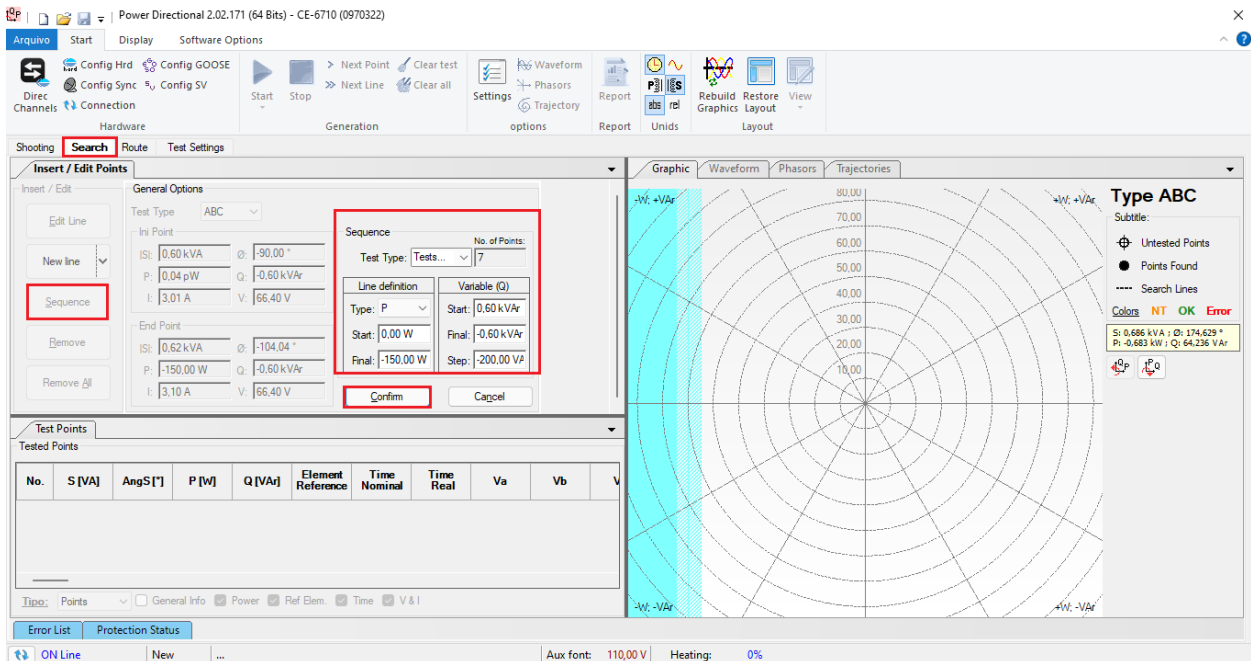 Power Directional 2.02.171 (64 Bits) - CE-6710 (0970322)
Arquivo Start Display Software Options
Direc Channels
Config Hrd Config GOOSE
Config Sync Config SV
Connection
Hardware
Start Stop
Next Point Clear test
Next Line Clear all
Generation
Settings
Waveform
Phasors
Trajectory
options
Report
Report
abs rel
Unids
Rebuild Graphics
Restore Layout
View
Layout
Shooting Search Route Test Settings
Insert / Edit Points
Insert / Edit
Edit Line
New line
Sequence
Remove
Remove All
General Options
Test Type ABC
Ini Point
|S|: 0,60 kVA Ø: -90,00 °
P: 0,04 pW Q: -0,60 kVAr
I: 3,01 A V: 66,40 V
End Point
|S|: 0,62 kVA Ø: -104,04 °
P: -150,00 W Q: -0,60 kVAr
I: 3,10 A V: 66,40 V
Sequence
No. of Points:
Test Type: Tests... 7
Line definition Variable (Q)
Type: P Start: 0,60 kVAr
Start: 0,00 W Final: -0,60 kVAr
Final: -150,00 W Step: -200,00 VA
Confirm Cancel
Graphic Waveform Phasors Trajectories
-W; +VAr
+W; +VAr
80,00
70,00
60,00
50,00
40,00
30,00
20,00
10,00
-W; -VAr
+W; -VAr
Type ABC
Subtitle:
Untested Points
Points Found
Search Lines
Colors NT OK Error
S: 0,686 kVA ; Ø: 174,629 °
P: -0,683 kW ; Q: 64,236 VAr
Test Points
Tested Points
No. S [VA] AngS [°] P [W] Q [VAr] Element Reference Time Nominal Time Real Va Vb V
Tipo: Points General Info Power Ref Elem. Time V & I
Error List Protection Status
ON Line New ... Aux font: 110,00 V Heating: 0%